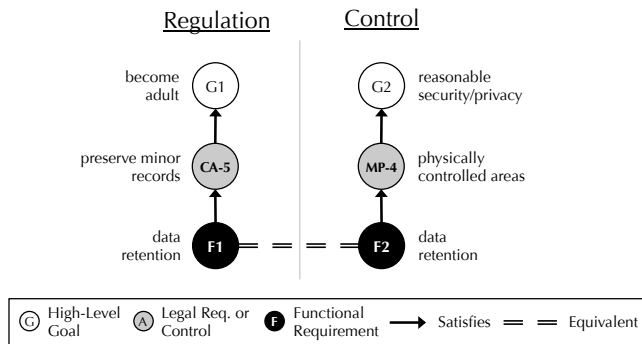 Regulation Control
become
adult
G1
G2
reasonable
security/privacy
preserve minor
records
CA-5
MP-4
physically
controlled areas
data
retention
F1
F2
data
retention
G High-Level
Goal
A Legal Req. or
Control
F Functional
Requirement
Satisfies
Equivalent